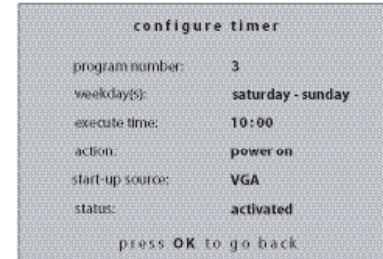 configure timer
program number: 3
weekday(s): saturday - sunday
execute time: 10:00
action: power on
start-up source: VGA
status: activated
press OK to go back